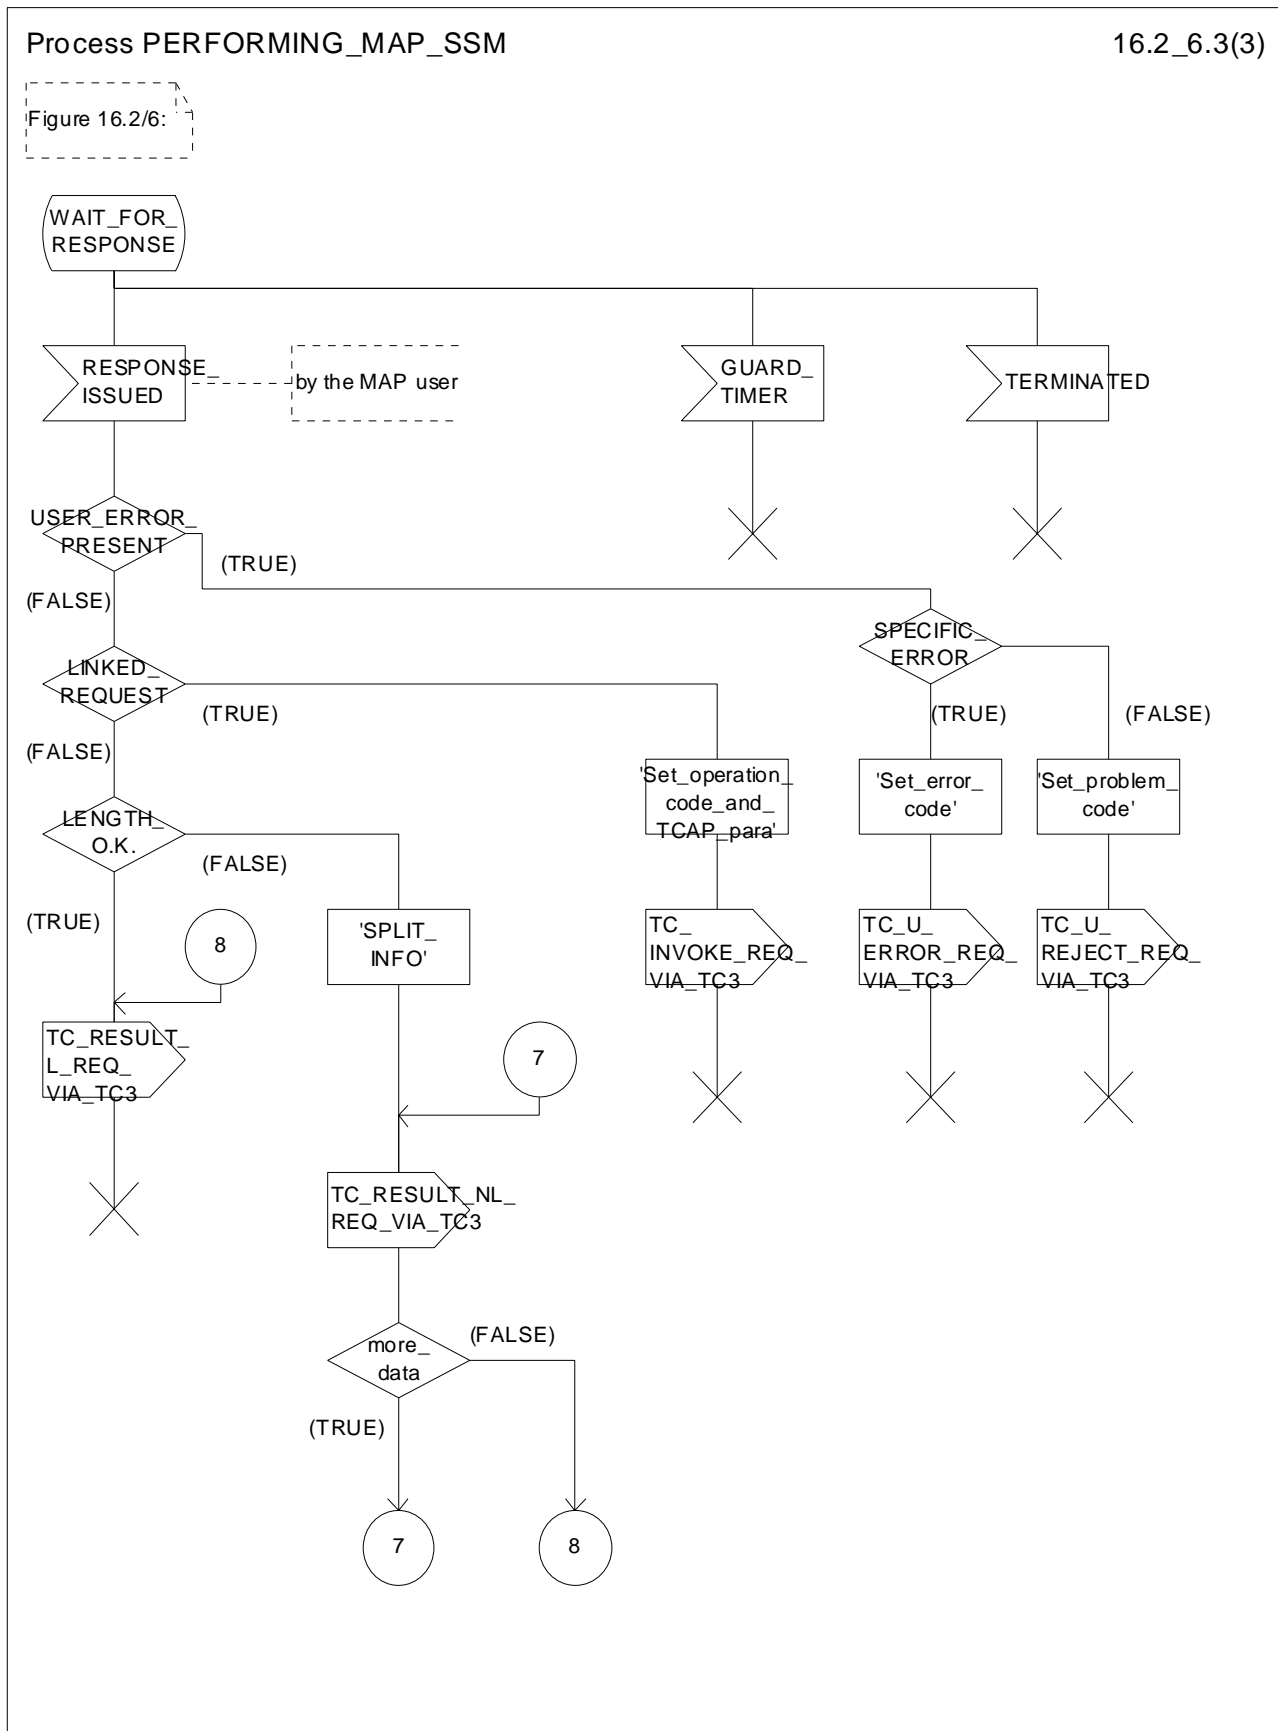 Process PERFORMING_MAP_SSM
16.2_6.3(3)
Figure 16.2/6:
WAIT_FOR_
RESPONSE
RESPONSE_
ISSUED
by the MAP user
GUARD_
TIMER
TERMINATED
USER_ERROR_
PRESENT
(TRUE)
(FALSE)
SPECIFIC_
ERROR
LINKED_
REQUEST
(TRUE)
(TRUE)
(FALSE)
(FALSE)
'Set_operation_
code_and_
TCAP_para'
'Set_error_
code'
'Set_problem_
code'
LENGTH_
O.K.
(FALSE)
(TRUE)
8
'SPLIT_
INFO'
TC_
INVOKE_REQ_
VIA_TC3
TC_U_
ERROR_REQ_
VIA_TC3
TC_U_
REJECT_REQ_
VIA_TC3
TC_RESULT_
L_REQ_
VIA_TC3
7
TC_RESULT_NL_
REQ_VIA_TC3
more_
data
(FALSE)
(TRUE)
7
8